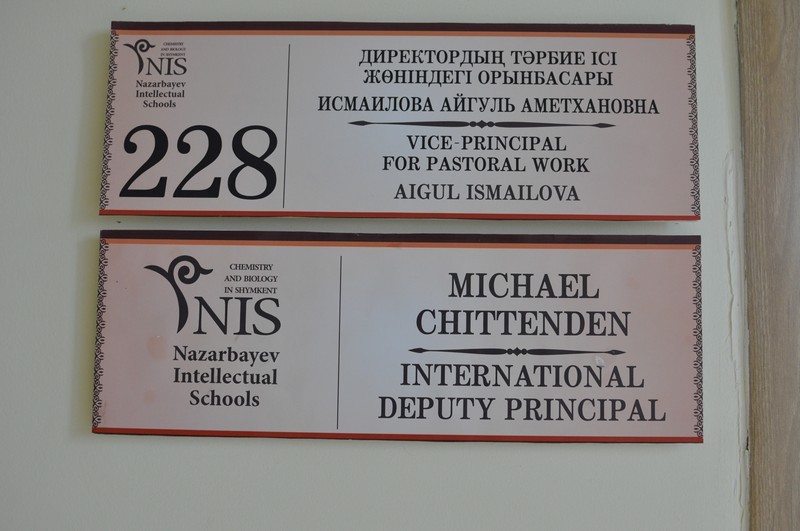 CHEMISTRY
AND BIOLOGY
IN SHYMKENT
NIS
Nazarbayev
Intellectual
Schools
228
ДИРЕКТОРДЫҢ ТӘРБИЕ ІСІ
ЖӨНІНДЕГІ ОРЫНБАСАРЫ
ИСМАИЛОВА АЙГУЛЬ АМЕТХАНОВНА
VICE-PRINCIPAL
FOR PASTORAL WORK
AIGUL ISMAILOVA
CHEMISTRY
AND BIOLOGY
IN SHYMKENT
NIS
Nazarbayev
Intellectual
Schools
MICHAEL
CHITTENDEN
INTERNATIONAL
DEPUTY PRINCIPAL